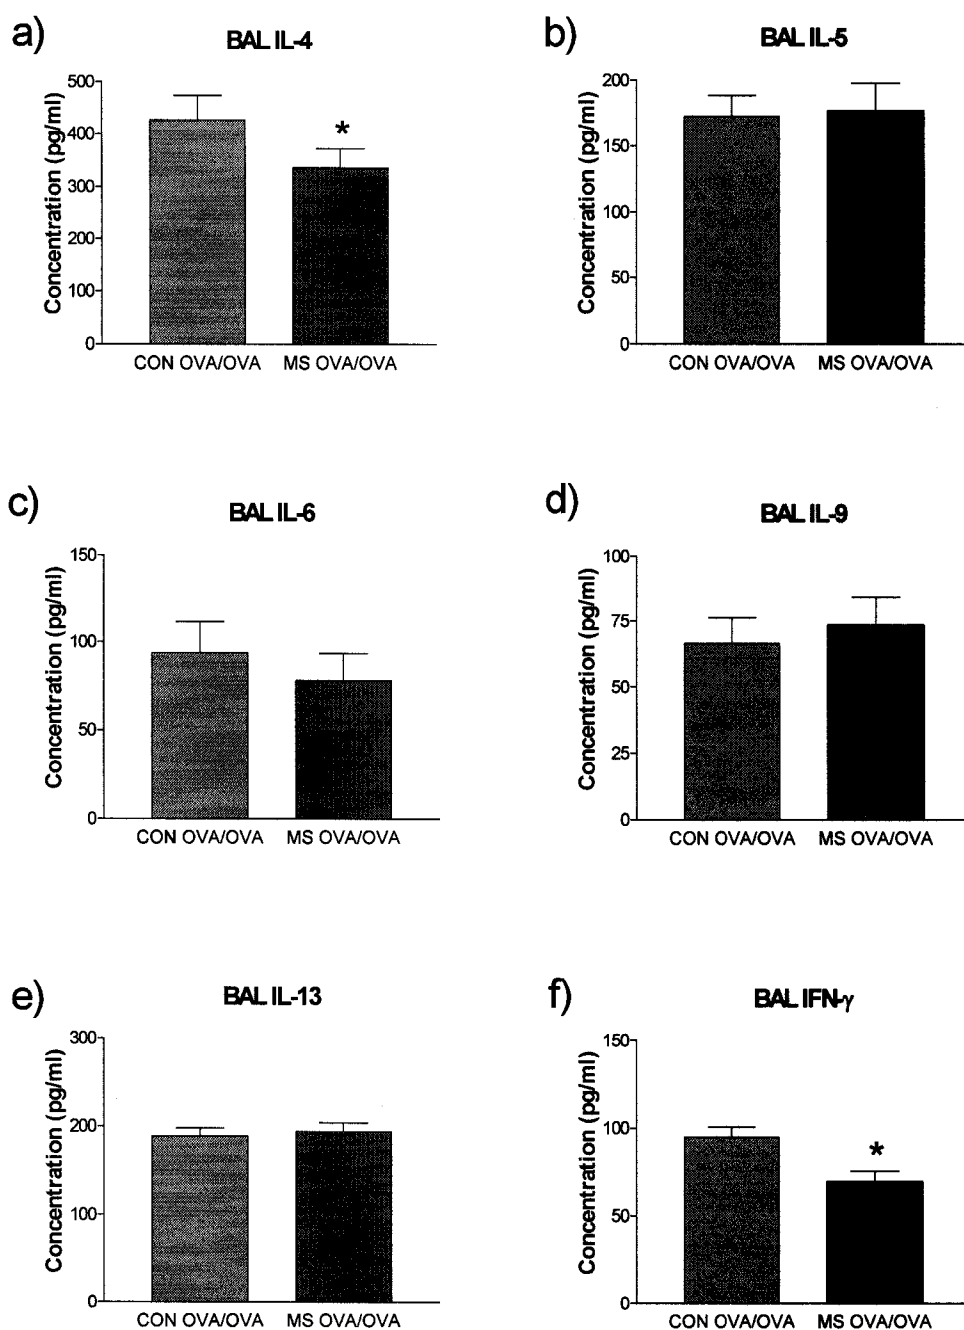 a)
BAL IL-4
Concentration (pg/ml)
500
400
300
200
100
0
CON OVA/OVA MS OVA/OVA
*
b)
BAL IL-5
Concentration (pg/ml)
200
150
100
50
0
CON OVA/OVA MS OVA/OVA
c)
BAL IL-6
Concentration (pg/ml)
150
100
50
0
CON OVA/OVA MS OVA/OVA
d)
BAL IL-9
Concentration (pg/ml)
100
75
50
25
0
CON OVA/OVA MS OVA/OVA
e)
BAL IL-13
Concentration (pg/ml)
300
200
100
0
CON OVA/OVA MS OVA/OVA
f)
BAL IFN-γ
Concentration (pg/ml)
150
100
50
0
CON OVA/OVA MS OVA/OVA
*